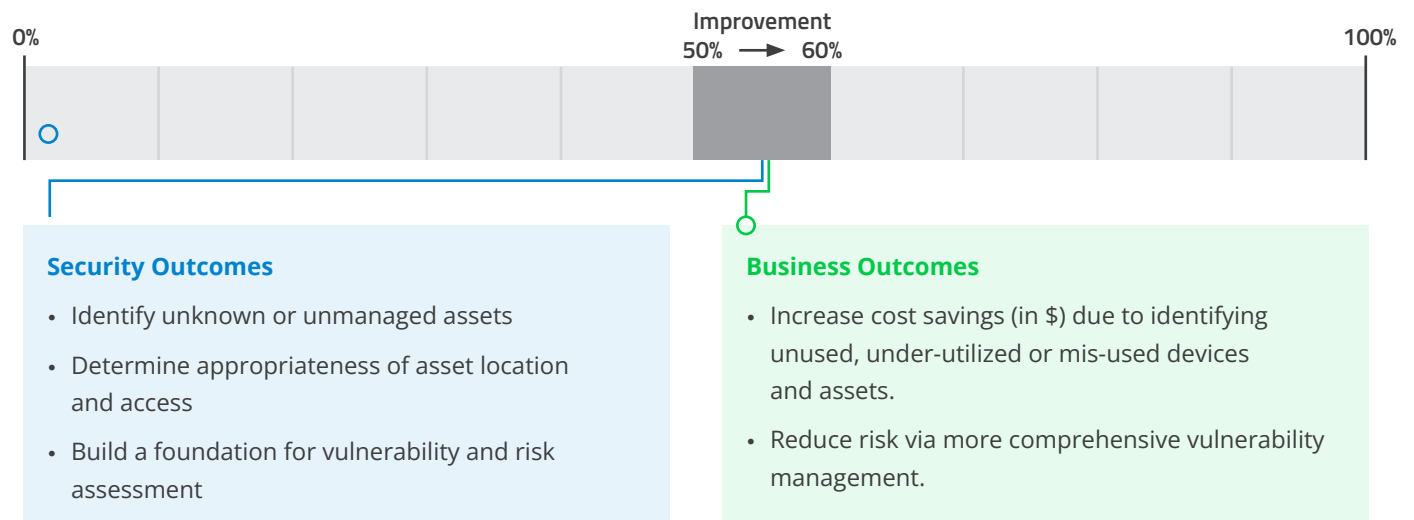 Improvement
0%
50%
60%
100%
Security Outcomes
• Identify unknown or unmanaged assets
• Determine appropriateness of asset location
and access
• Build a foundation for vulnerability and risk
assessment
Business Outcomes
• Increase cost savings (in $) due to identifying
unused, under-utilized or mis-used devices
and assets.
• Reduce risk via more comprehensive vulnerability
management.